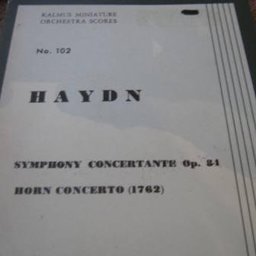 KALMUS MINIATURE
ORCHESTRA SCORES
No. 102
HAYDN
SYMPHONY CONCERTANTE Op. 84
HORN CONCERTO (1762)